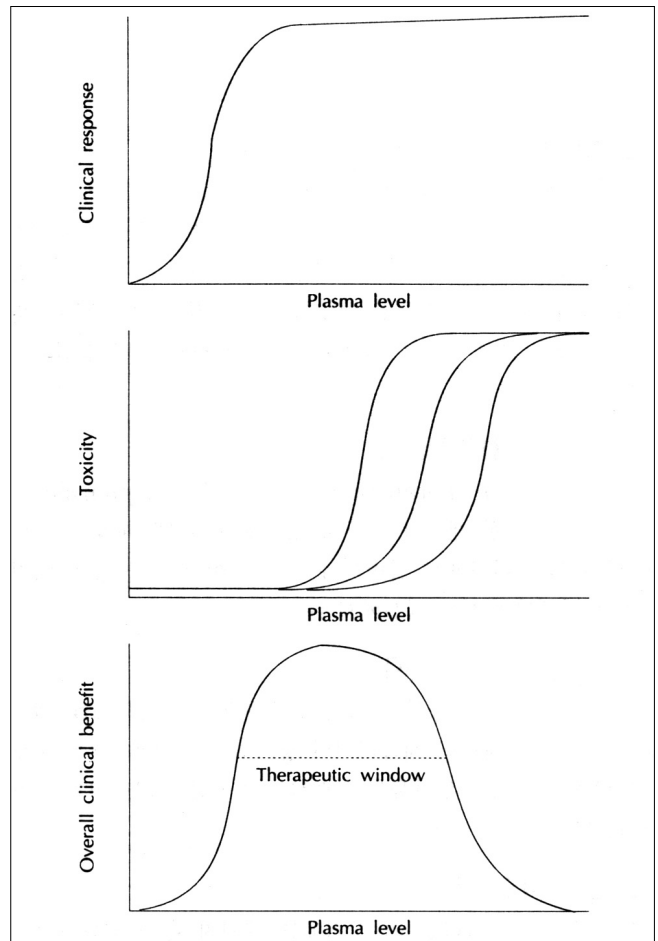 Clinical response
Plasma level
Toxicity
Plasma level
Overall clinical benefit
Therapeutic window
Plasma level